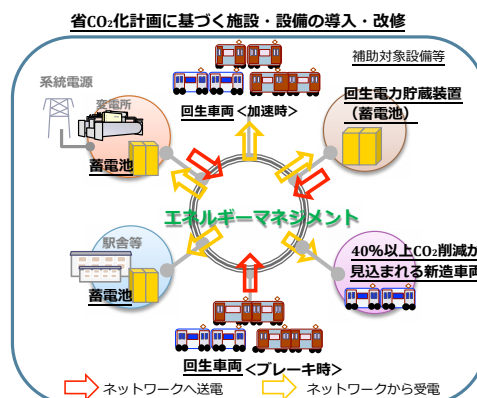 省CO₂化計画に基づく施設・設備の導入・改修
補助対象設備等
系統電源
変電所
蓄電池
回生車両<加速時>
回生電力貯蔵装置
(蓄電池)
エネルギーマネジメント
駅舎等
蓄電池
40%以上CO₂削減が
見込まれる新造車両
回生車両<ブレーキ時>
ネットワークへ送電
ネットワークから受電